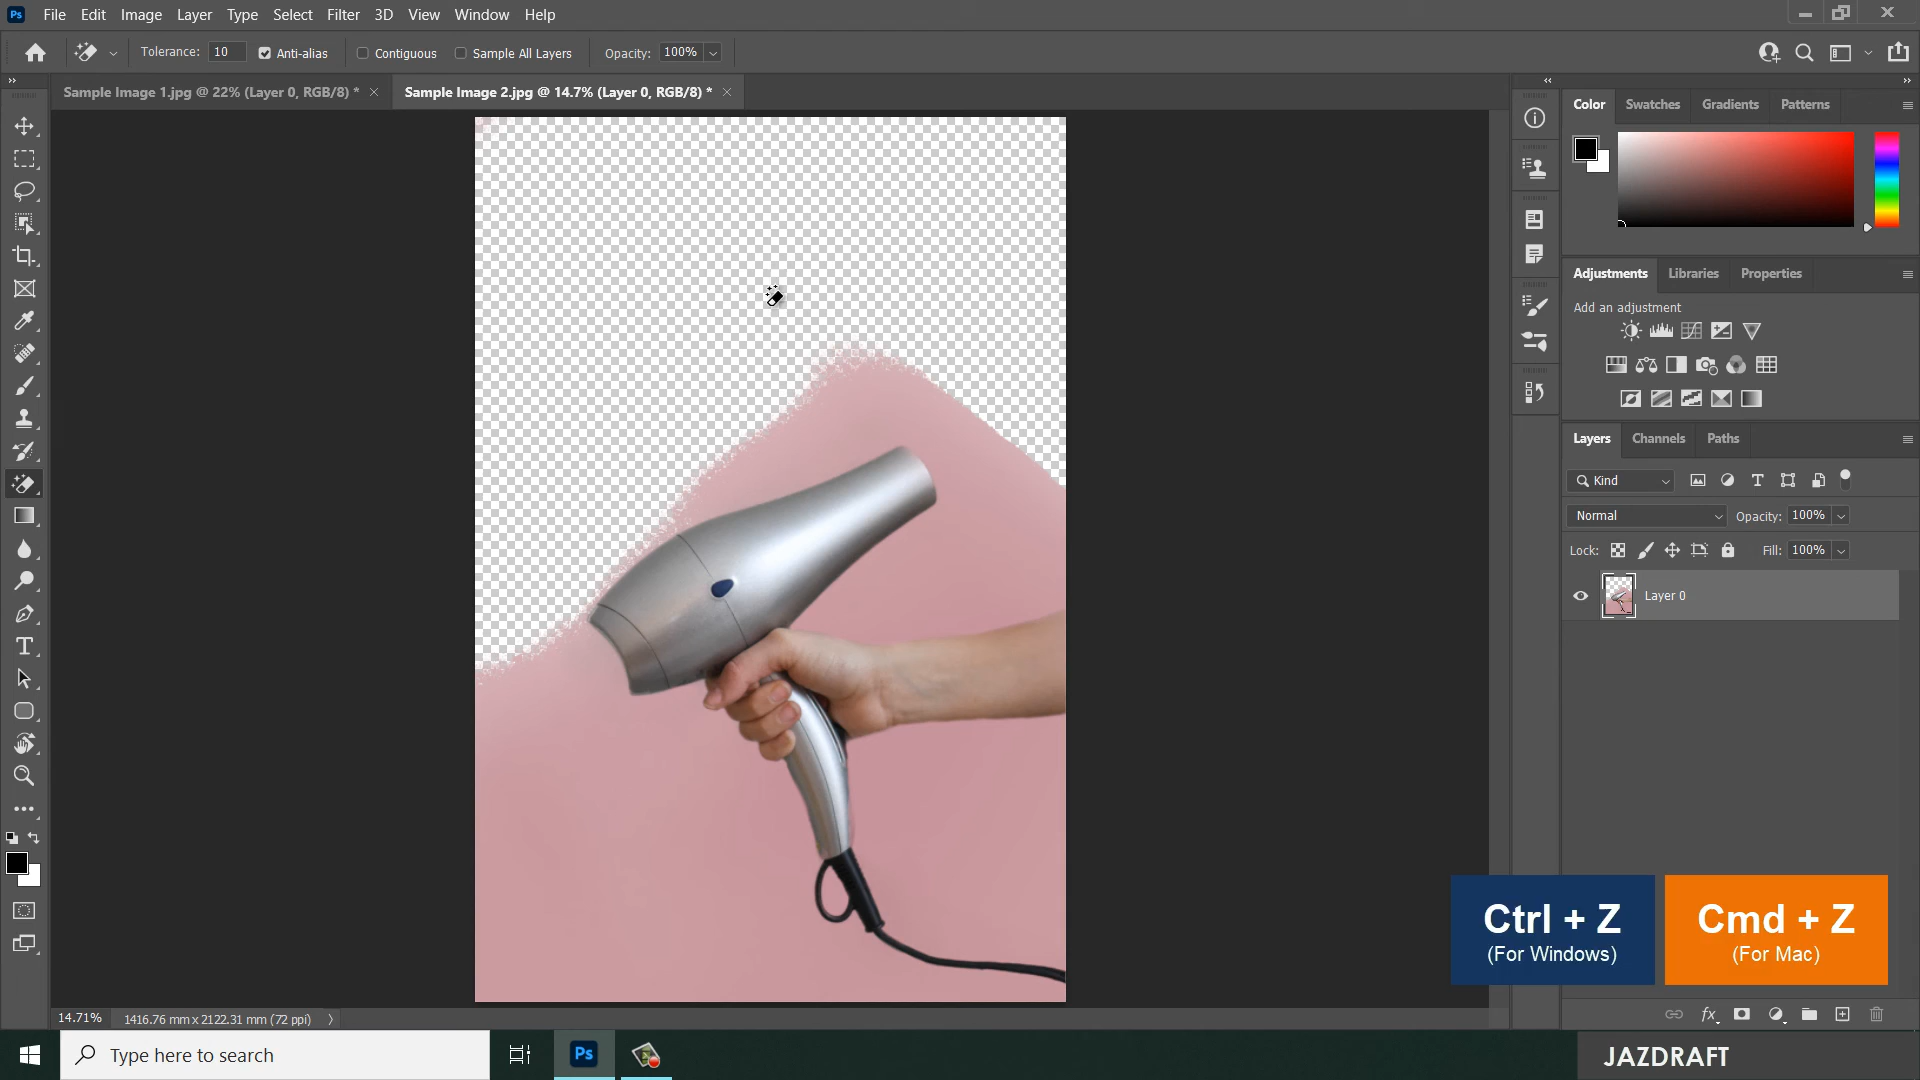 Ps File Edit Image Layer Type Select Filter 3D View Window Help
Tolerance: 10 Anti-alias Contiguous Sample All Layers Opacity: 100%
Sample Image 1.jpg @ 22% (Layer 0, RGB/8) * Sample Image 2.jpg @ 14.7% (Layer 0, RGB/8) *
Color Swatches Gradients Patterns
Adjustments Libraries Properties
Add an adjustment
Layers Channels Paths
Kind
Normal Opacity: 100%
Lock: Fill: 100%
Layer 0
Ctrl + Z
(For Windows)
Cmd + Z
(For Mac)
14.71% 1416.76 mm x 2122.31 mm (72 ppi)
Type here to search
Ps
JAZDRAFT